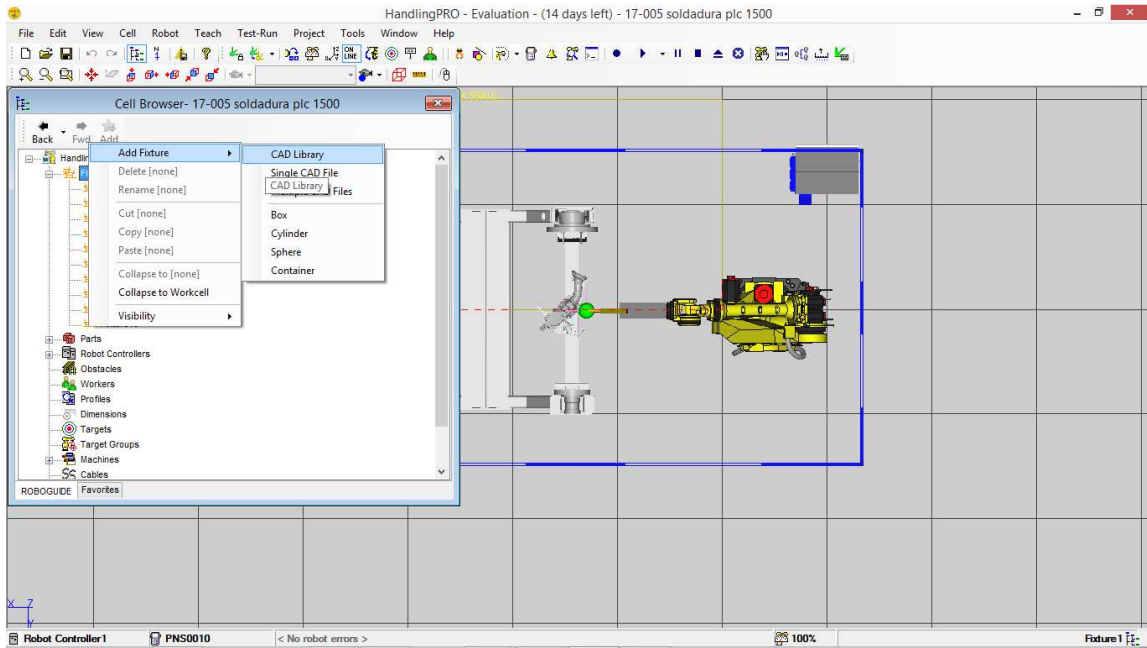 HandlingPRO - Evaluation - (14 days left) - 17-005 soldadura plc 1500
File Edit View Cell Robot Teach Test-Run Project Tools Window Help
ON LINE
Cell Browser- 17-005 soldadura plc 1500
Back Fwd Add
Add Fixture
Delete [none]
Rename [none]
Cut [none]
Copy [none]
Paste [none]
Collapse to [none]
Collapse to Workcell
Visibility
CAD Library
Single CAD File
CAD Library
Files
Box
Cylinder
Sphere
Container
Parts
Robot Controllers
Obstacles
Workers
Profiles
Dimensions
Targets
Target Groups
Machines
Cables
ROBOGUIDE Favorites
X Z
Y
Robot Controller1 PNS0010 < No robot errors > 100% Fixture1